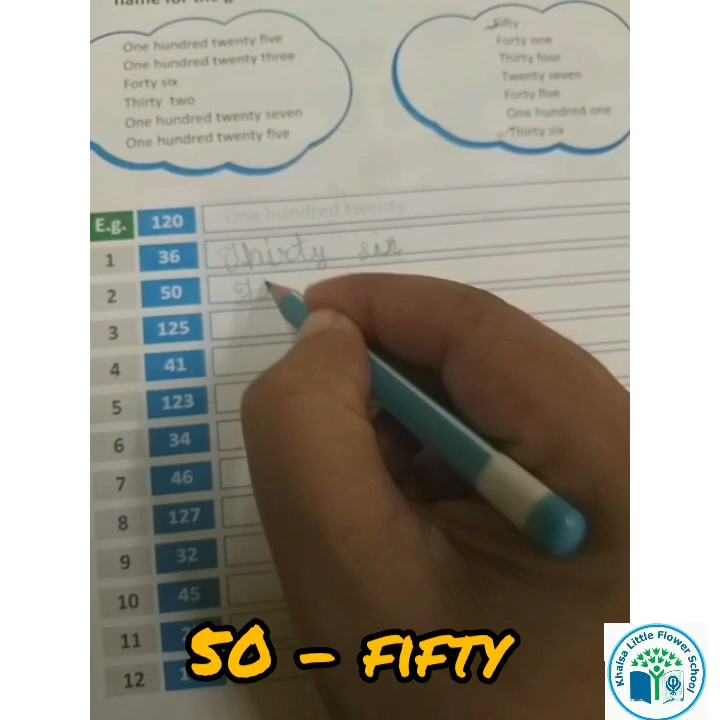 name for the g
One hundred twenty five
One hundred twenty three
Forty six
Thirty two
One hundred twenty seven
One hundred twenty five
Fifty
Forty one
Thirty four
Twenty seven
Forty five
One hundred one
Thirty six
E.g. 120 One hundred twenty
1 36 Thirty six
2 50
3 125
4 41
5 123
6 34
7 46
8 127
9 32
10 45
11
12
50 - FIFTY
Khalsa Little Flower School